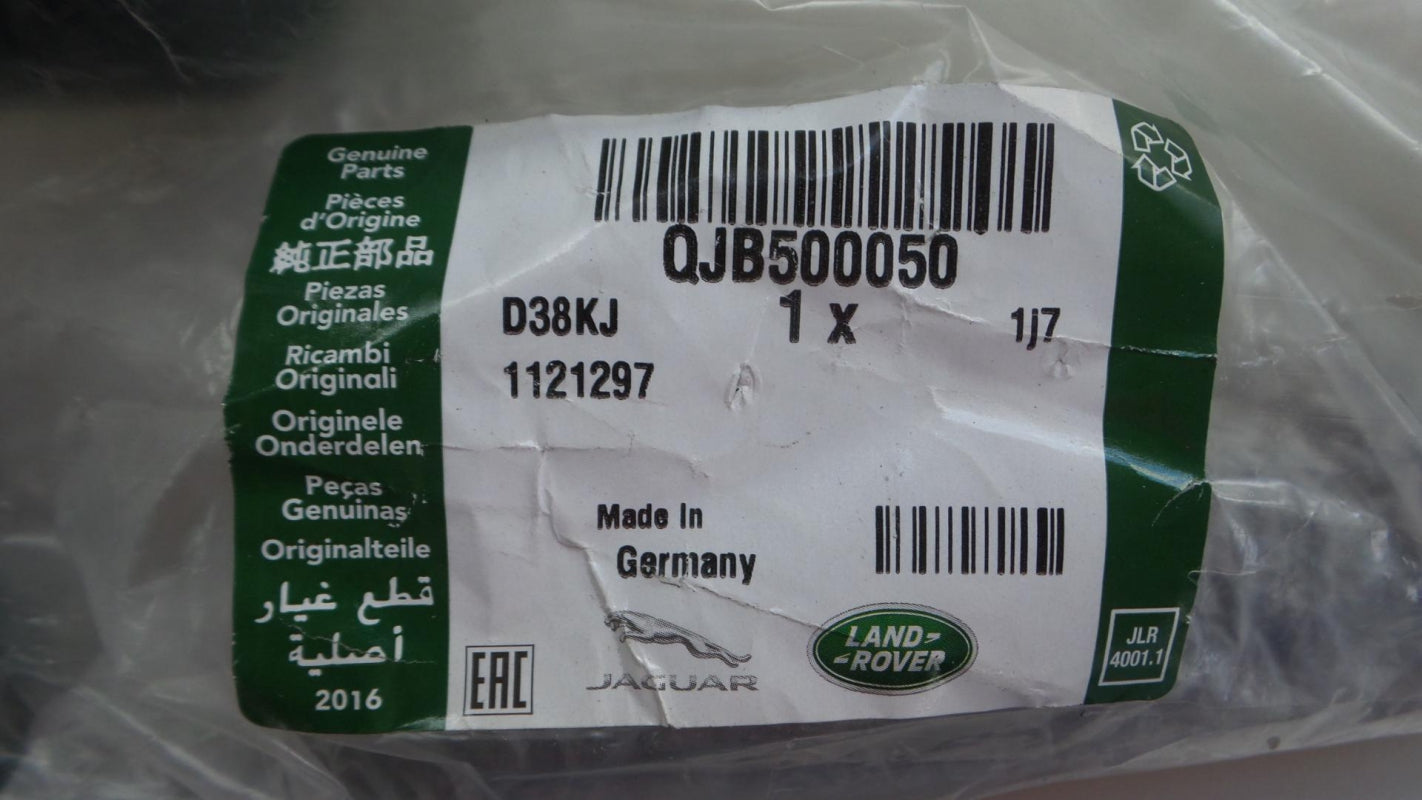 Genuine
Parts
Pièces
d'Origine
純正部品
Piezas
Originales
Ricambi
Originali
Originele
Onderdelen
Peças
Genuinas
Originalteile
قطع غيار
أصلية
2016
QJB500050
D38KJ
1 x
1j7
1121297
Made In
Germany
EAC
JAGUAR
LAND-
-ROVER
JLR
4001.1